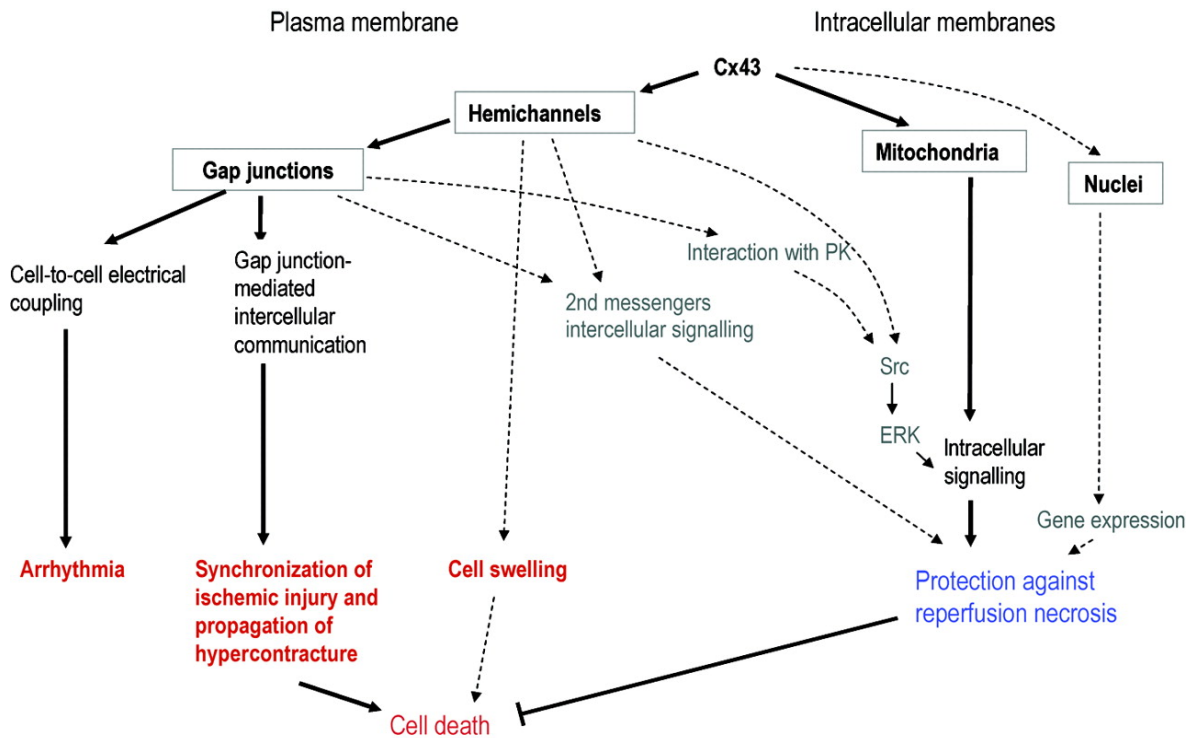 Plasma membrane
Intracellular membranes
Cx43
Hemichannels
Mitochondria
Gap junctions
Nuclei
Interaction with PK
Cell-to-cell electrical
coupling
Gap junction-
mediated
intercellular
communication
2nd messengers
intercellular signalling
Src
ERK
Intracellular
signalling
Gene expression
Arrhythmia
Synchronization of
ischemic injury and
propagation of
hypercontracture
Cell swelling
Protection against
reperfusion necrosis
Cell death